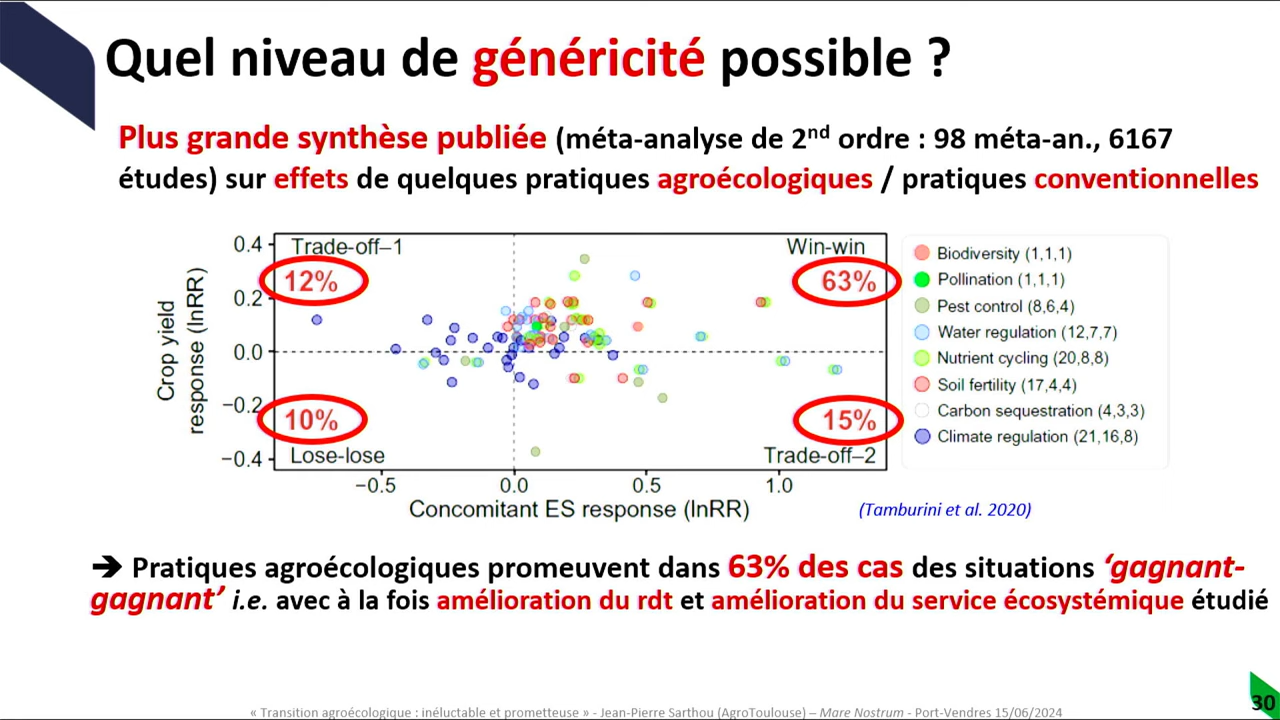 Quel niveau de généricité possible ?
Plus grande synthèse publiée (méta-analyse de 2nd ordre : 98 méta-an., 6167
études) sur effets de quelques pratiques agroécologiques / pratiques conventionnelles
Trade-off–1
Win-win
12%
63%
10%
15%
Lose-lose
Trade-off–2
0.4
0.2
0.0
−0.2
−0.4
Crop yield
response (lnRR)
−0.5
0.0
0.5
1.0
Concomitant ES response (lnRR)
Biodiversity (1,1,1)
Pollination (1,1,1)
Pest control (8,6,4)
Water regulation (12,7,7)
Nutrient cycling (20,8,8)
Soil fertility (17,4,4)
Carbon sequestration (4,3,3)
Climate regulation (21,16,8)
(Tamburini et al. 2020)
➔ Pratiques agroécologiques promeuvent dans 63% des cas des situations ‘gagnant-
gagnant’ i.e. avec à la fois amélioration du rdt et amélioration du service écosystémique étudié
« Transition agroécologique : inéluctable et prometteuse » - Jean-Pierre Sarthou (AgroToulouse) – Mare Nostrum - Port-Vendres 15/06/2024
30